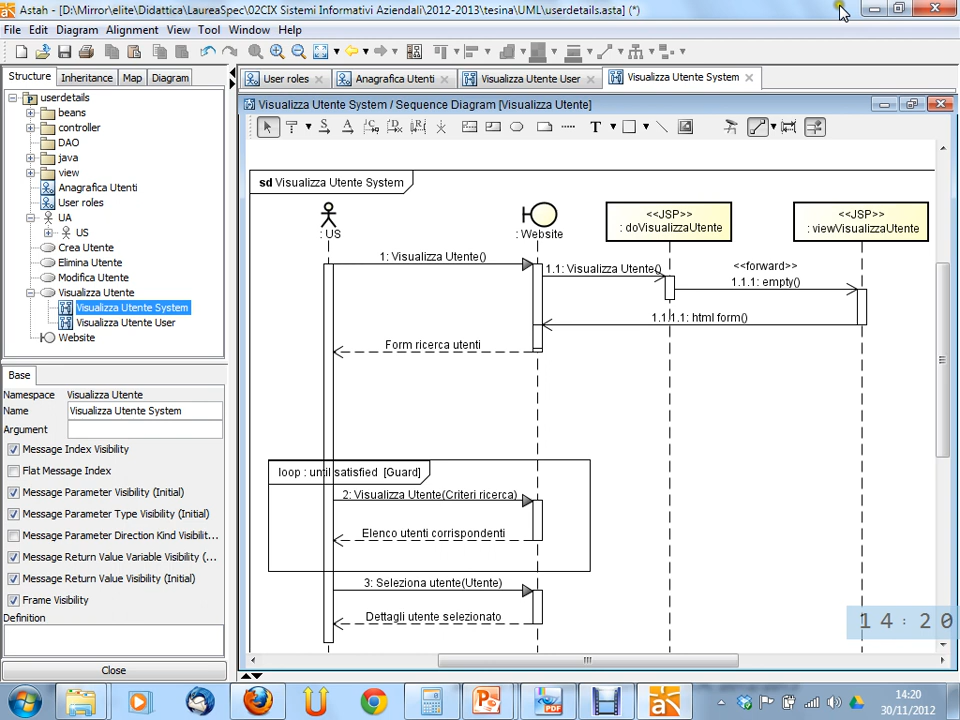 Astah - [D:\Mirror\elite\Didattica\LaureaSpec\02CIX Sistemi Informativi Aziendali\2012-2013\tesina\UML\userdetails.asta] (*)
File Edit Diagram Alignment View Tool Window Help
Structure Inheritance Map Diagram
User roles Anagrafica Utenti Visualizza Utente User Visualizza Utente System
userdetails
beans
controller
DAO
java
view
Anagrafica Utenti
User roles
UA
US
Crea Utente
Elimina Utente
Modifica Utente
Visualizza Utente
Visualizza Utente System
Visualizza Utente User
Website
Base
Namespace Visualizza Utente
Name Visualizza Utente System
Argument
Message Index Visibility
Flat Message Index
Message Parameter Visibility (Initial)
Message Parameter Type Visibility (Initial)
Message Parameter Direction Kind Visibilit...
Message Return Value Variable Visibility (...
Message Return Value Visibility (Initial)
Frame Visibility
Definition
Close
Visualizza Utente System / Sequence Diagram [Visualizza Utente]
sd Visualizza Utente System
: US
: Website
<<JSP>>
: doVisualizzaUtente
<<JSP>>
: viewVisualizzaUtente
1: Visualizza Utente()
1.1: Visualizza Utente()
<<forward>>
1.1.1: empty()
1.1.1.1: html form()
Form ricerca utenti
loop : until satisfied [Guard]
2: Visualizza Utente(Criteri ricerca)
Elenco utenti corrispondenti
3: Seleziona utente(Utente)
Dettagli utente selezionato
14:20
14:20
30/11/2012